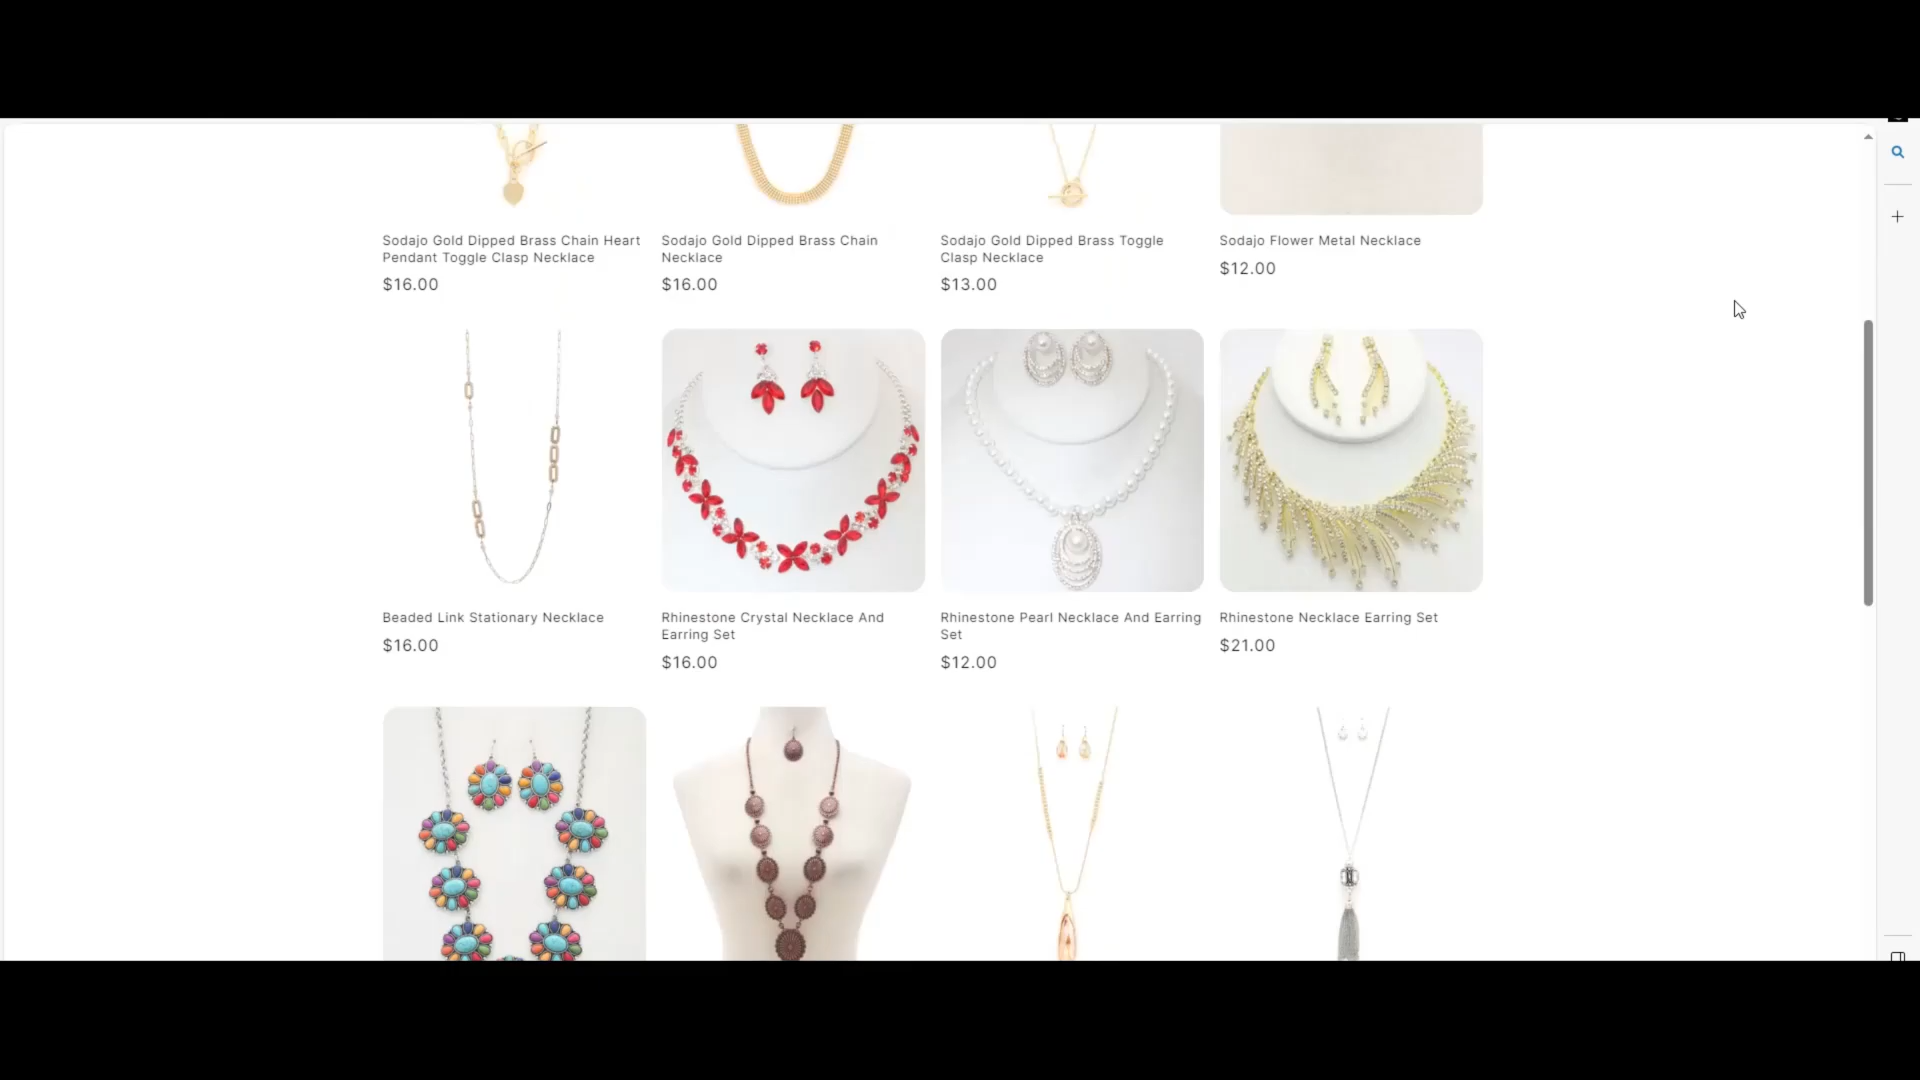 Sodajo Gold Dipped Brass Chain Heart
Pendant Toggle Clasp Necklace
$16.00
Sodajo Gold Dipped Brass Chain
Necklace
$16.00
Sodajo Gold Dipped Brass Toggle
Clasp Necklace
$13.00
Sodajo Flower Metal Necklace
$12.00
Beaded Link Stationary Necklace
$16.00
Rhinestone Crystal Necklace And
Earring Set
$16.00
Rhinestone Pearl Necklace And Earring
Set
$12.00
Rhinestone Necklace Earring Set
$21.00